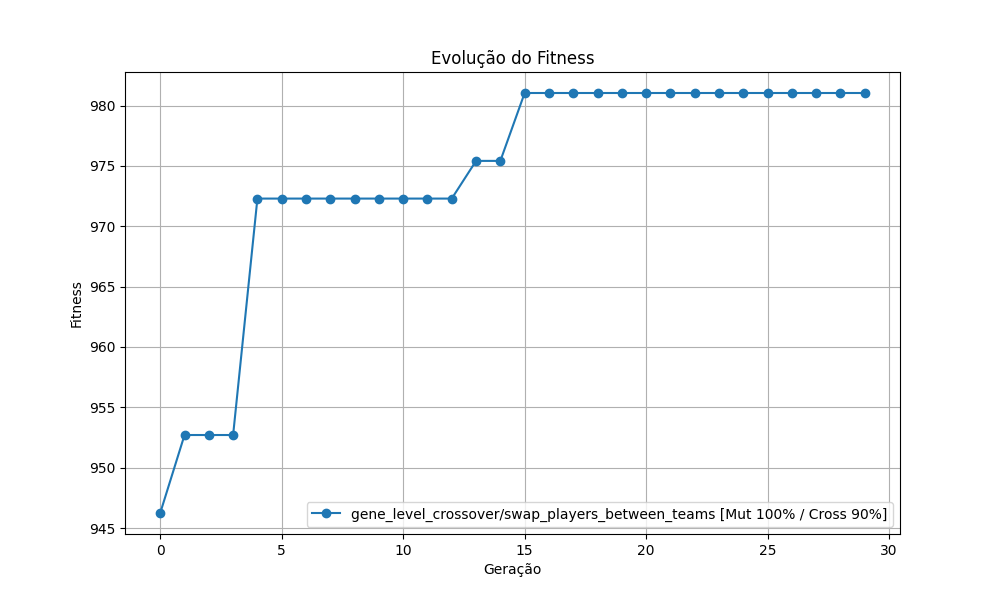 Evolução do Fitness
Fitness
980
975
970
965
960
955
950
945
gene_level_crossover/swap_players_between_teams [Mut 100% / Cross 90%]
0 5 10 15 20 25 30
Geração